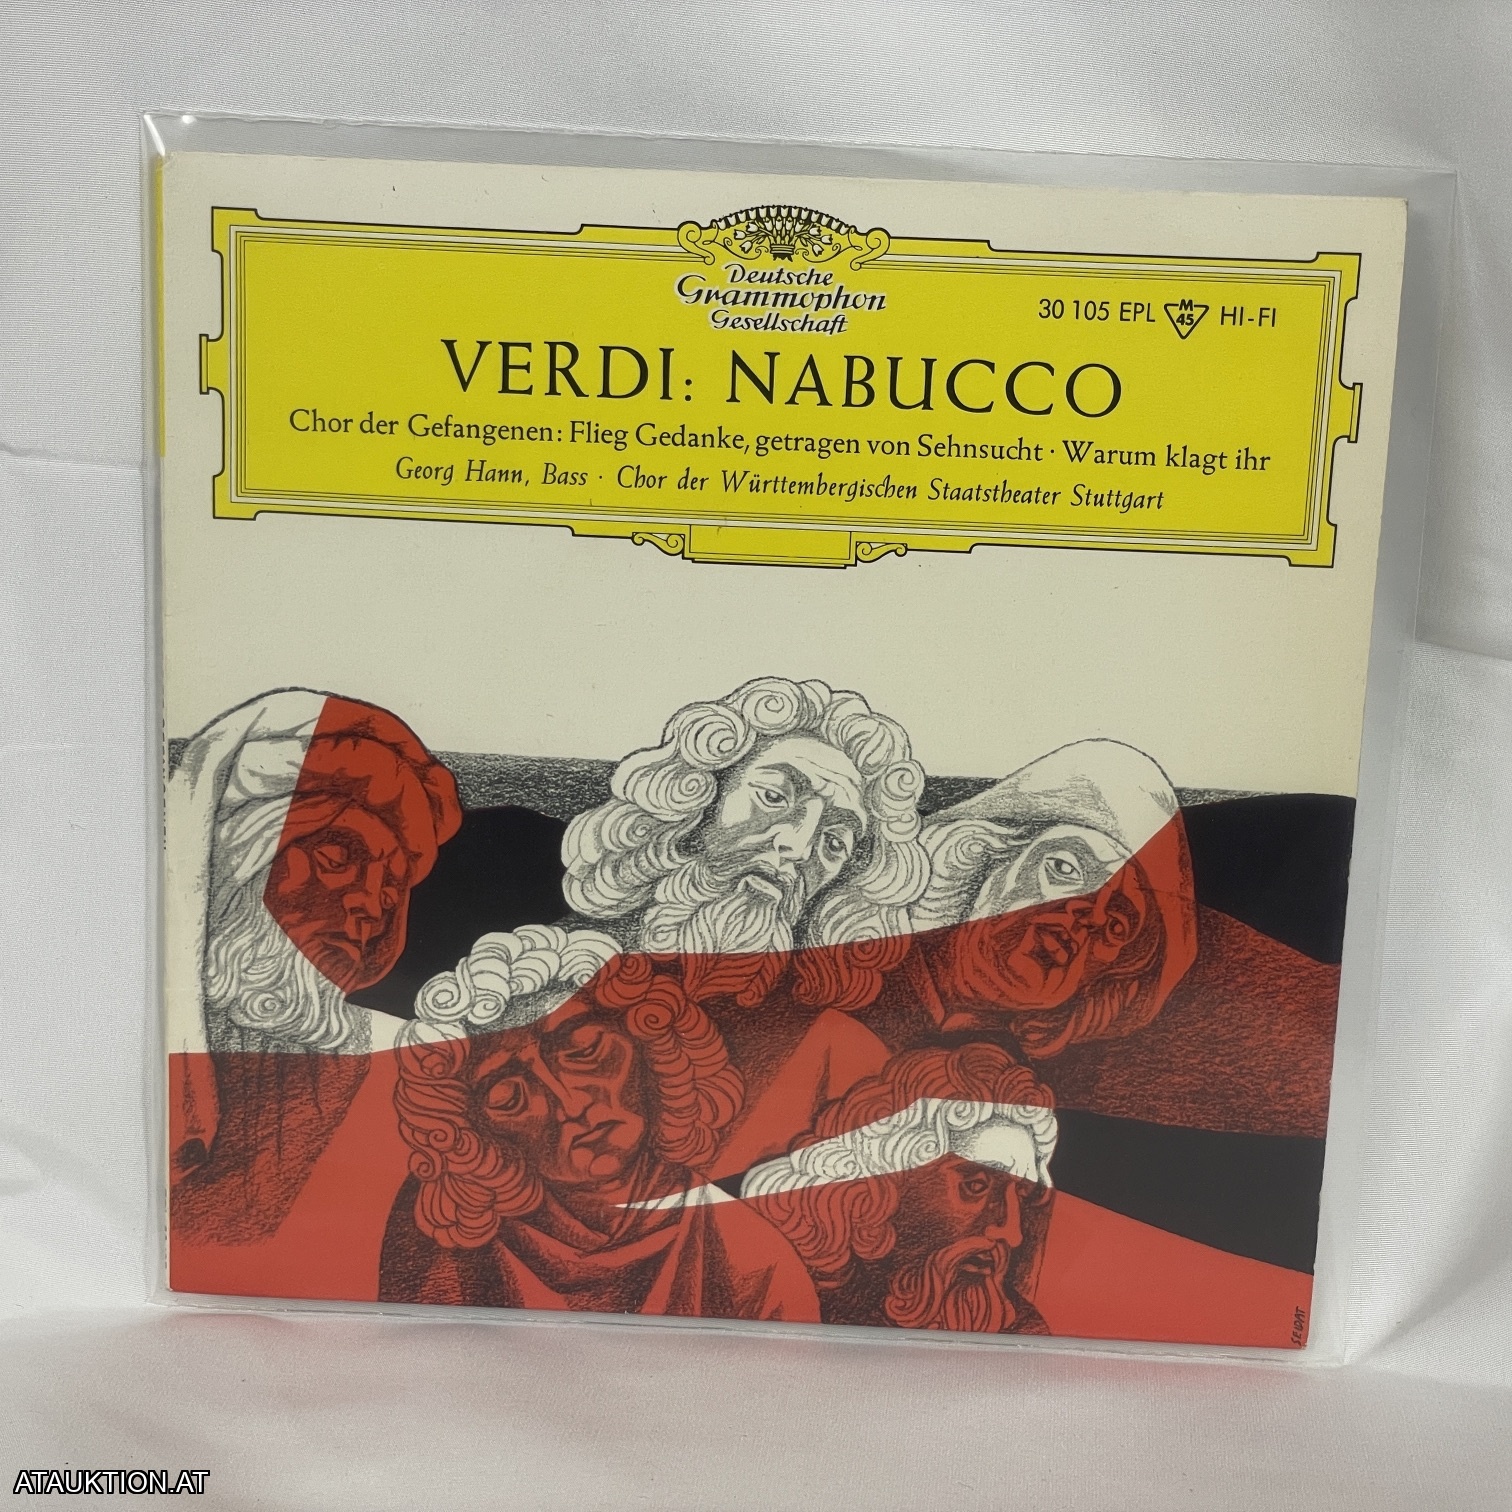 Deutsche
Grammophon
Gesellschaft
30 105 EPL M 45 HI-FI
VERDI: NABUCCO
Chor der Gefangenen: Flieg Gedanke, getragen von Sehnsucht · Warum klagt ihr
Georg Hann, Bass · Chor der Württembergischen Staatstheater Stuttgart
SEIDAT
ATAUKTION.AT